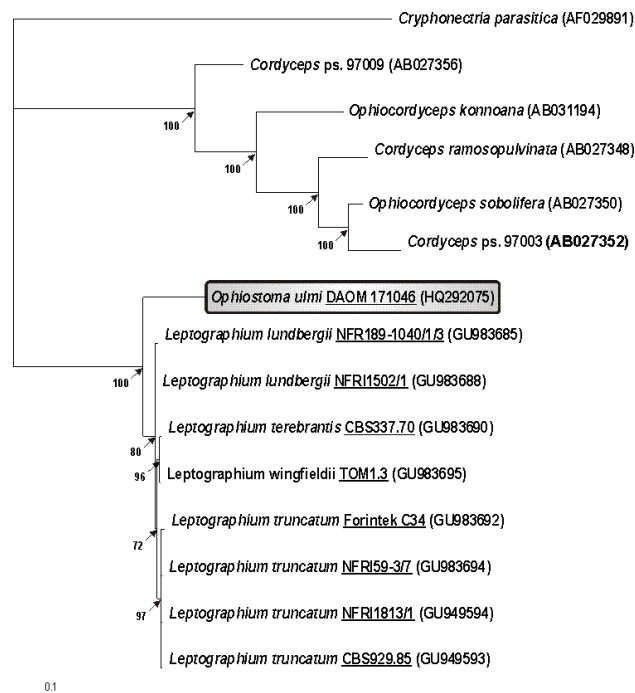 Cryphonectria parasitica (AF029891)
Cordyceps ps. 97009 (AB027356)
100
Ophiocordyceps konnoana (AB031194)
100
Cordyceps ramosopulvinata (AB027348)
100
Ophiocordyceps sobolifera (AB027350)
100
Cordyceps ps. 97003 (AB027352)
Ophiostoma ulmi DAOM 171046 (HQ292075)
Leptographium lundbergii NFR189-1040/1/3 (GU983685)
100
Leptographium lundbergii NFRI1502/1 (GU983688)
Leptographium terebrantis CBS337.70 (GU983690)
80
96
Leptographium wingfieldii TOM1.3 (GU983695)
Leptographium truncatum Forintek C34 (GU983692)
72
Leptographium truncatum NFRI59-3/7 (GU983694)
97
Leptographium truncatum NFRI1813/1 (GU949594)
Leptographium truncatum CBS929.85 (GU949593)
0.1